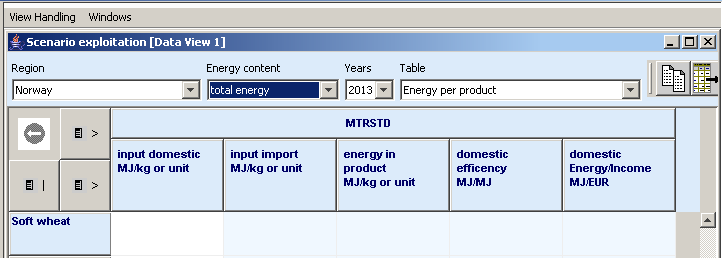 View Handling Windows
Scenario exploitation [Data View 1]
Region Energy content Years Table
Norway total energy 2013 Energy per product
MTRSTD
input domestic MJ/kg or unit
input import MJ/kg or unit
energy in product MJ/kg or unit
domestic efficency MJ/MJ
domestic Energy/Income MJ/EUR
Soft wheat